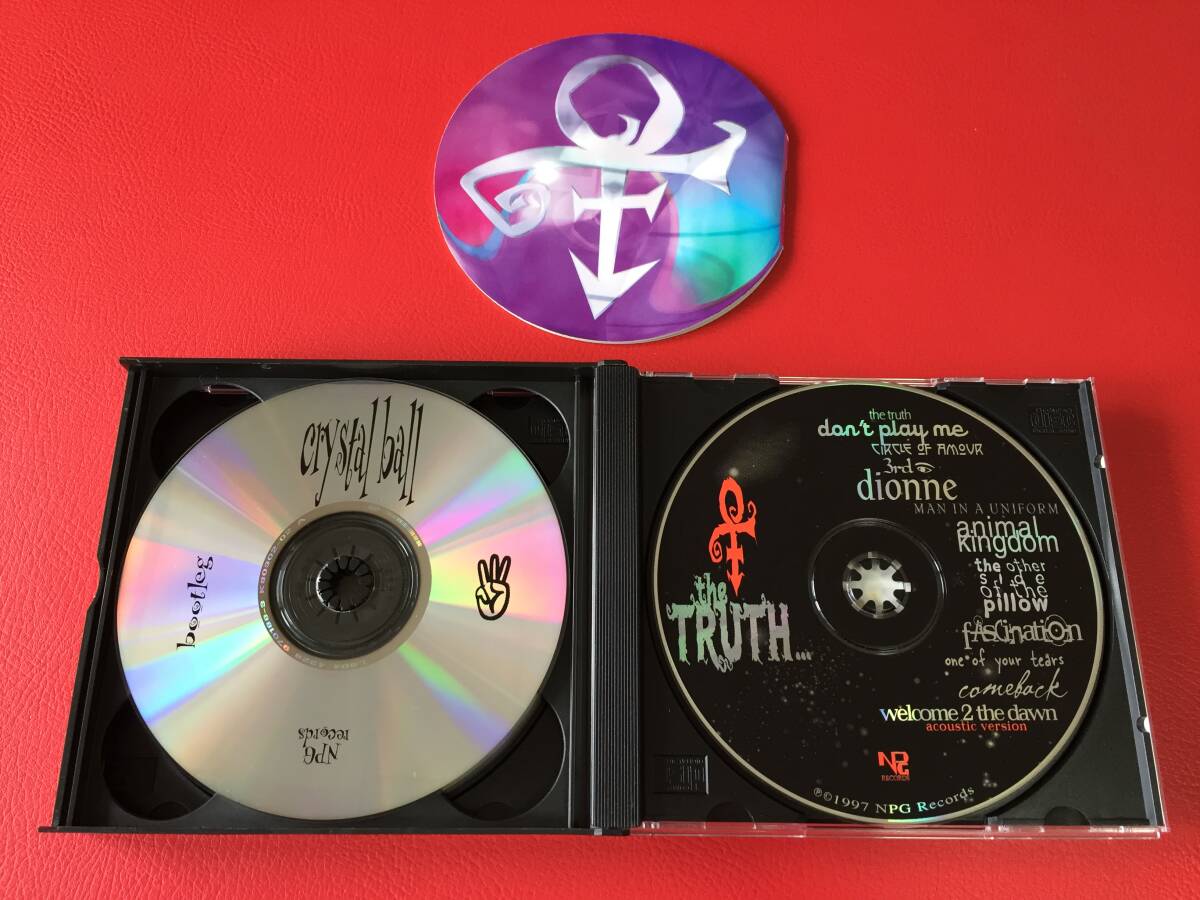 crystal ball
bootleg
NPG
records
the truth
don't play me
CIRCLE OF AMOUR
3rd
dionne
MAN IN A UNIFORM
animal
kingdom
the other
side
of the
pillow
fascination
one of your tears
comeback
welcome 2 the dawn
acoustic version
the
TRUTH...
NPG
RECORDS
℗©1997 NPG Records